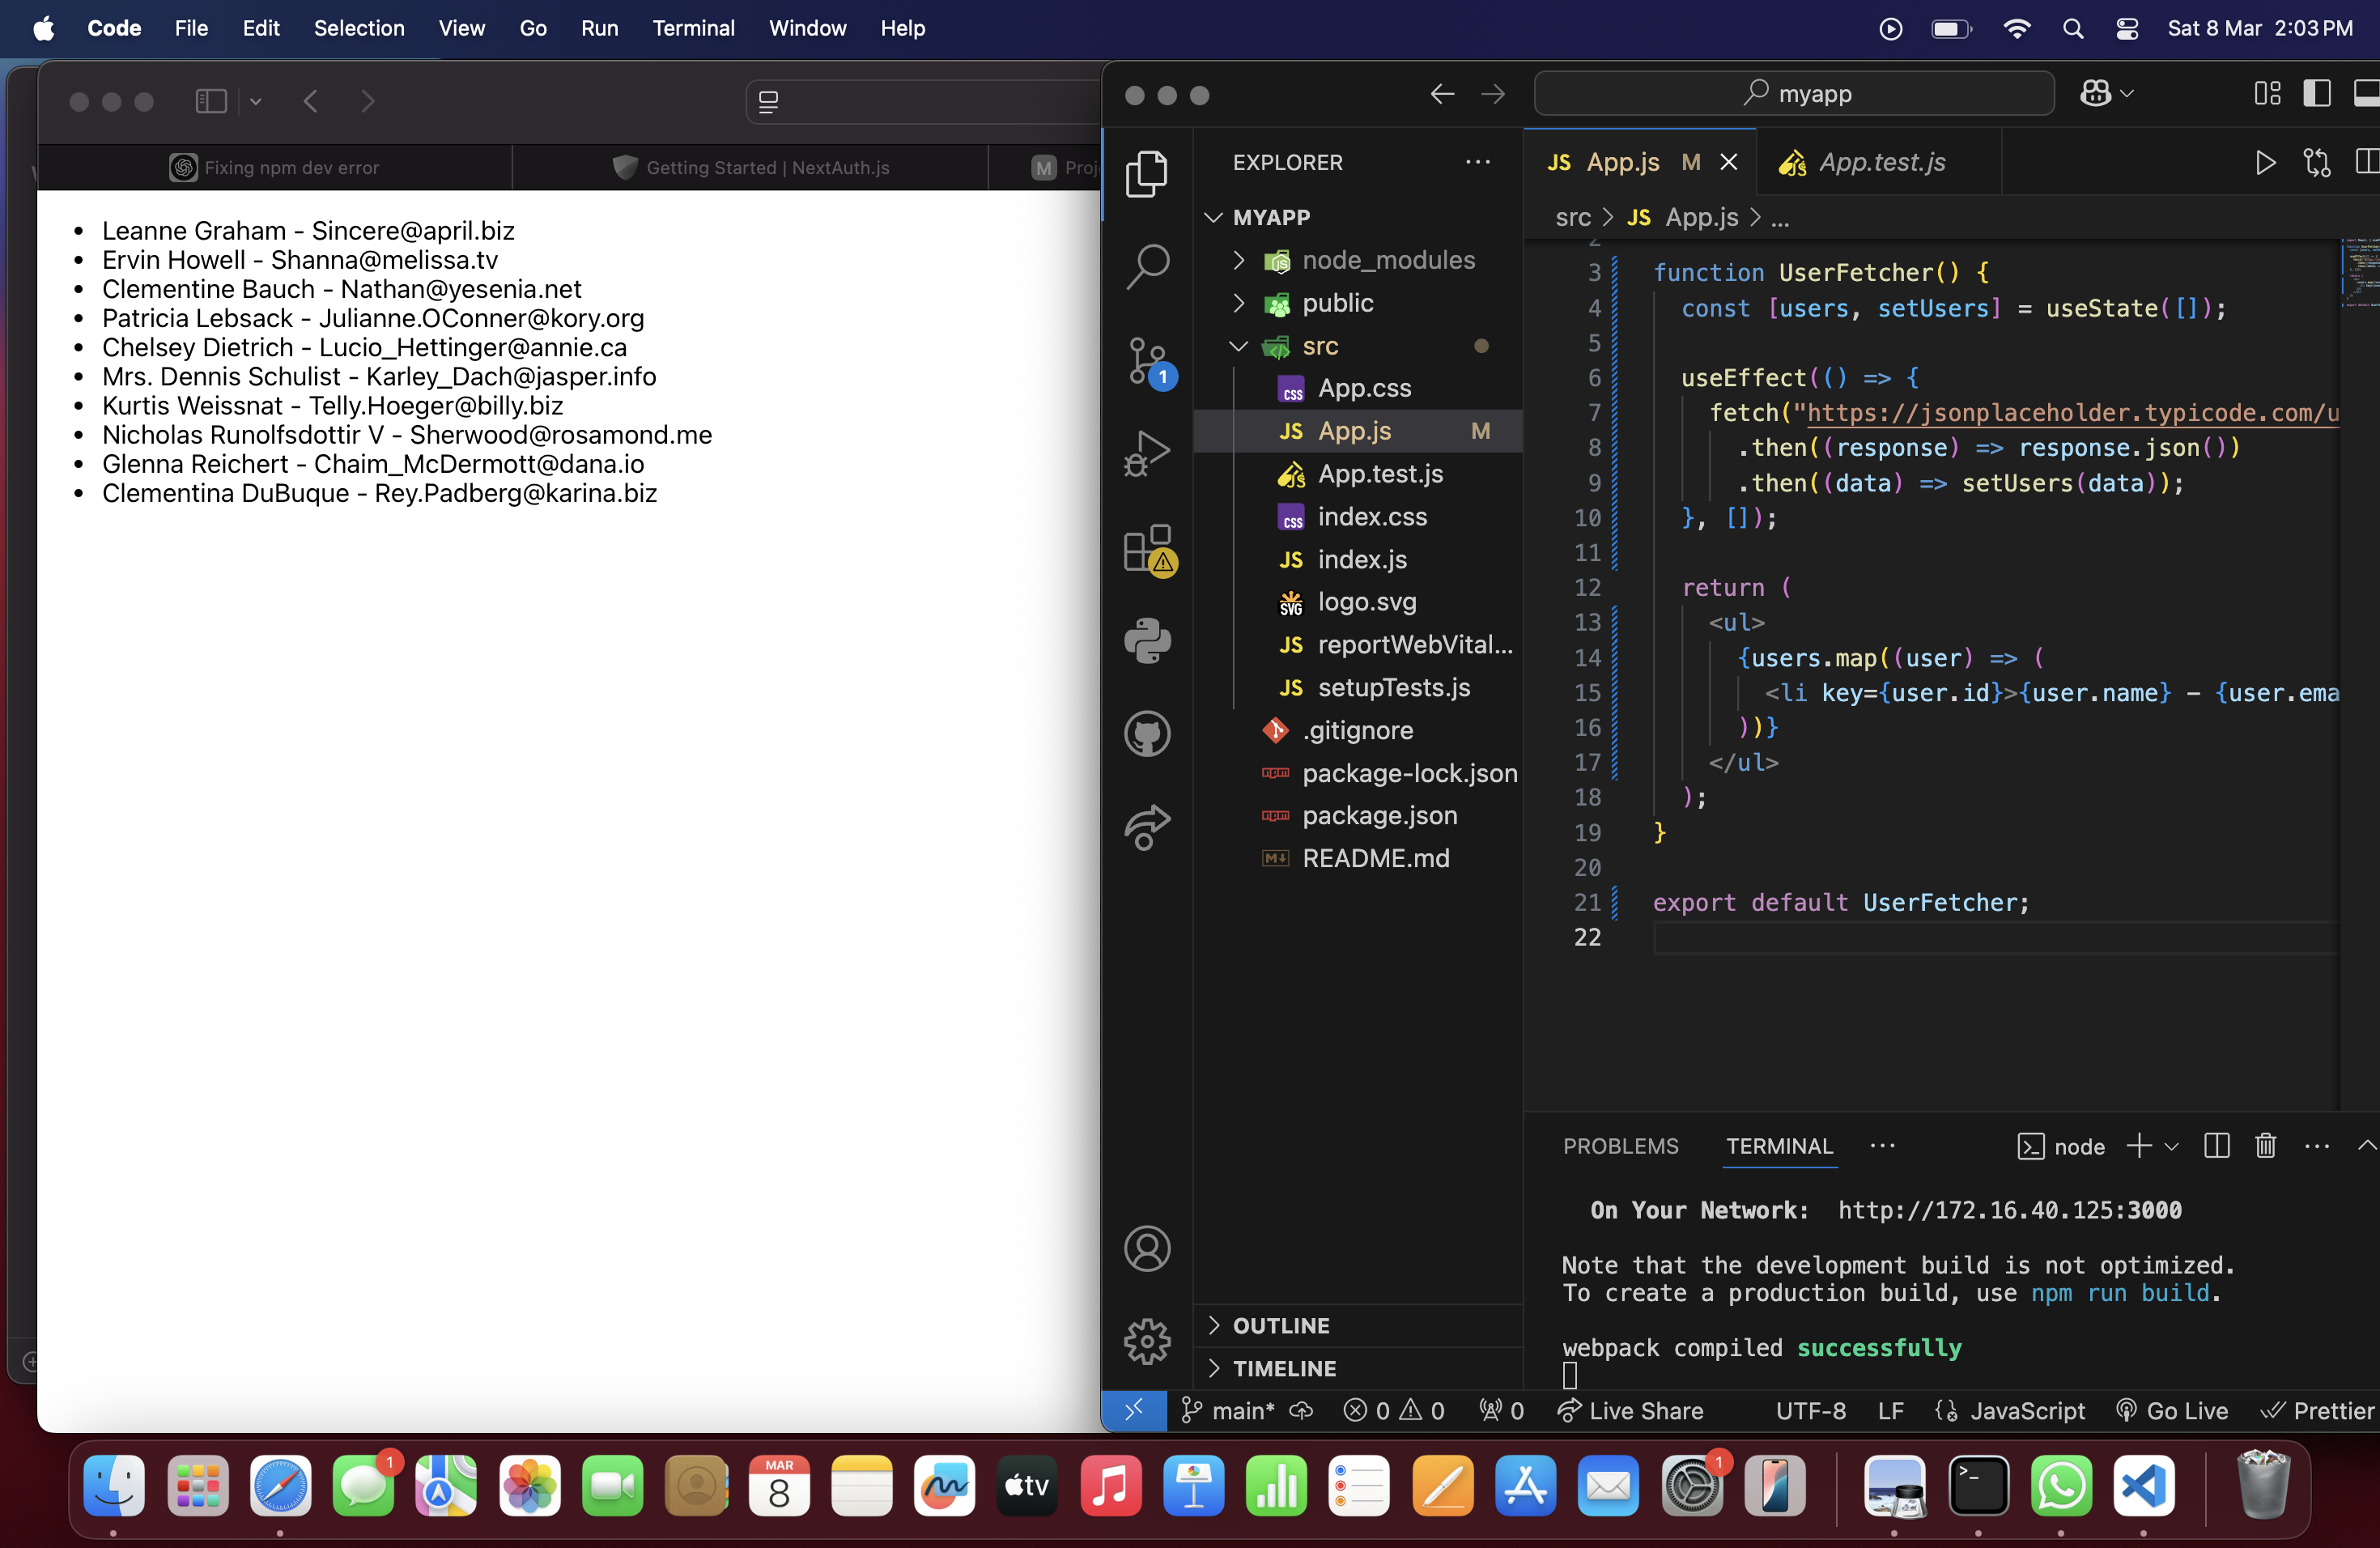 Code File Edit Selection View Go Run Terminal Window Help Sat 8 Mar 2:03 PM
Fixing npm dev error
Getting Started | NextAuth.js
M
• Leanne Graham - Sincere@april.biz
• Ervin Howell - Shanna@melissa.tv
• Clementine Bauch - Nathan@yesenia.net
• Patricia Lebsack - Julianne.OConner@kory.org
• Chelsey Dietrich - Lucio_Hettinger@annie.ca
• Mrs. Dennis Schulist - Karley_Dach@jasper.info
• Kurtis Weissnat - Telly.Hoeger@billy.biz
• Nicholas Runolfsdottir V - Sherwood@rosamond.me
• Glenna Reichert - Chaim_McDermott@dana.io
• Clementina DuBuque - Rey.Padberg@karina.biz
myapp
1
EXPLORER ...
MYAPP
node_modules
public
src
CSS App.css
JS App.js M
App.test.js
CSS index.css
JS index.js
SVG logo.svg
JS reportWebVital...
JS setupTests.js
.gitignore
package-lock.json
package.json
README.md
OUTLINE
TIMELINE
JS App.js M App.test.js
src > JS App.js > ...
2
3 function UserFetcher() {
4 const [users, setUsers] = useState([]);
5
6 useEffect(() => {
7 fetch("https://jsonplaceholder.typicode.com/u
8 .then((response) => response.json())
9 .then((data) => setUsers(data));
10 }, []);
11
12 return (
13 <ul>
14 {users.map((user) => (
15 <li key={user.id}>{user.name} - {user.ema
16 ))}
17 </ul>
18 );
19 }
20
21 export default UserFetcher;
22
PROBLEMS TERMINAL ... node
On Your Network: http://172.16.40.125:3000
Note that the development build is not optimized.
To create a production build, use npm run build.
webpack compiled successfully
main* 0 0 0 Live Share UTF-8 LF JavaScript Go Live Prettier
1
MAR
8
tv
1